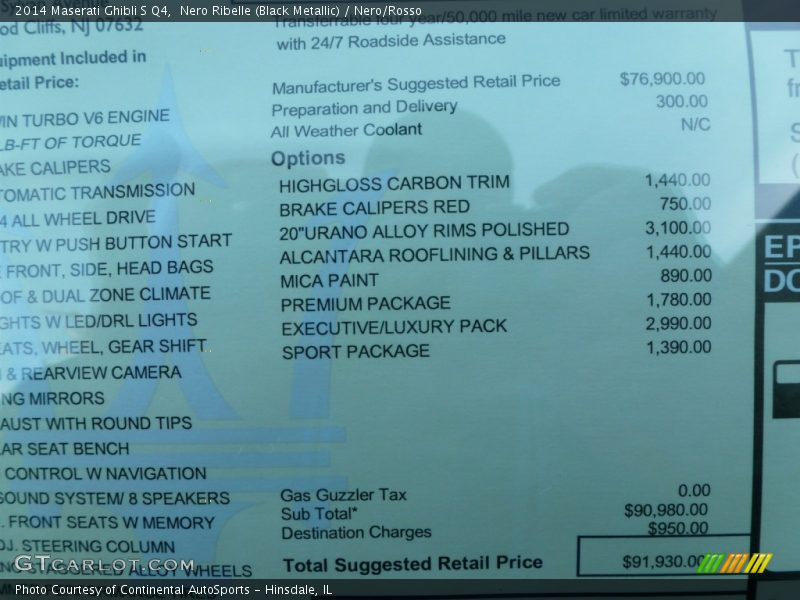 2014 Maserati Ghibli S Q4, Nero Ribelle (Black Metallic) / Nero/Rosso
od Cliffs, NJ 07632
uipment Included in
etail Price:
IN TURBO V6 ENGINE
LB-FT OF TORQUE
AKE CALIPERS
TOMATIC TRANSMISSION
4 ALL WHEEL DRIVE
TRY W PUSH BUTTON START
FRONT, SIDE, HEAD BAGS
OF & DUAL ZONE CLIMATE
GHTS W LED/DRL LIGHTS
EATS, WHEEL, GEAR SHIFT
& REARVIEW CAMERA
NG MIRRORS
AUST WITH ROUND TIPS
AR SEAT BENCH
CONTROL W NAVIGATION
SOUND SYSTEM/ 8 SPEAKERS
. FRONT SEATS W MEMORY
DJ. STEERING COLUMN
STAGGERED ALLOY WHEELS
Transferrable four year/50,000 mile new car limited warranty
with 24/7 Roadside Assistance
Manufacturer's Suggested Retail Price $76,900.00
Preparation and Delivery 300.00
All Weather Coolant N/C
Options
HIGHGLOSS CARBON TRIM 1,440.00
BRAKE CALIPERS RED 750.00
20"URANO ALLOY RIMS POLISHED 3,100.00
ALCANTARA ROOFLINING & PILLARS 1,440.00
MICA PAINT 890.00
PREMIUM PACKAGE 1,780.00
EXECUTIVE/LUXURY PACK 2,990.00
SPORT PACKAGE 1,390.00
Gas Guzzler Tax 0.00
Sub Total* $90,980.00
Destination Charges $950.00
Total Suggested Retail Price $91,930.00
EP
DO
GTCarlot.com
Photo Courtesy of Continental AutoSports - Hinsdale, IL